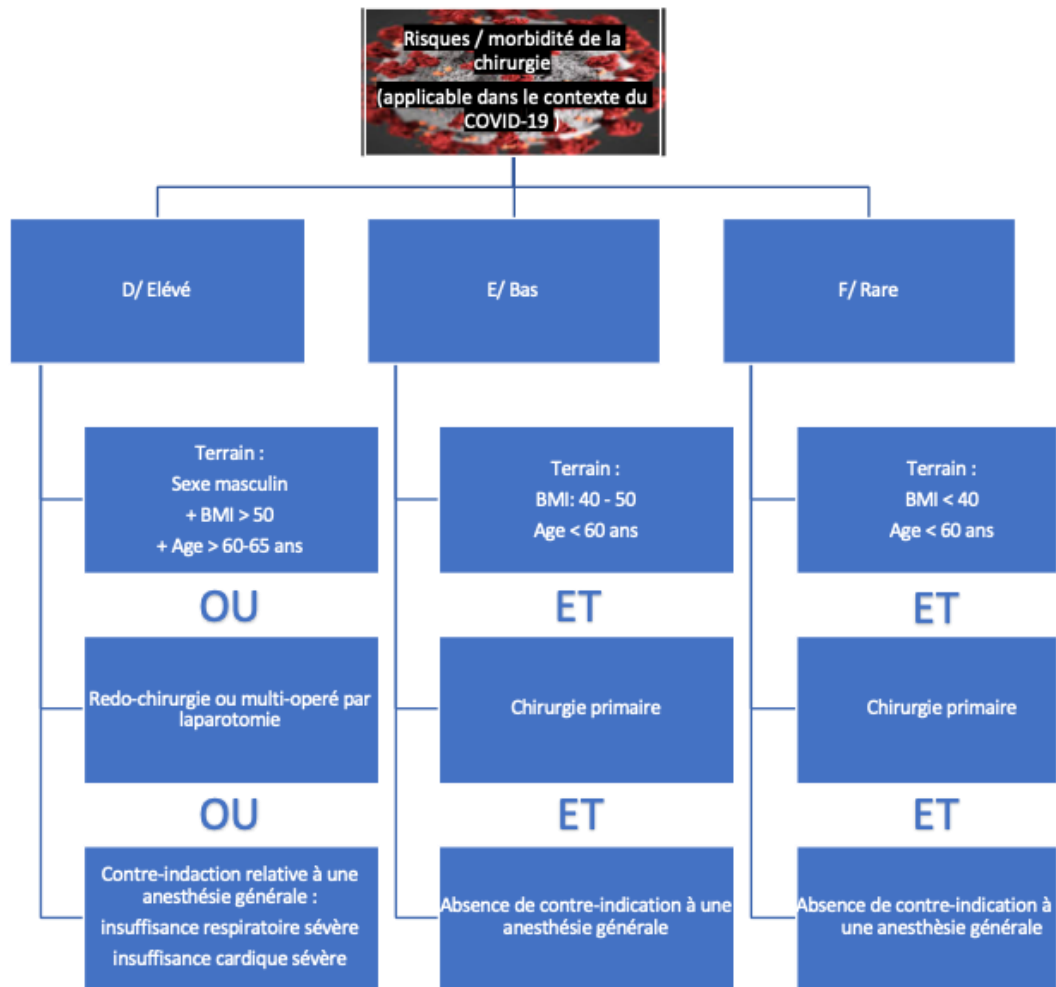 Risques / morbidité de la
chirurgie
(applicable dans le contexte du
COVID-19 )
D/ Elévé
E/ Bas
F/ Rare
Terrain :
Sexe masculin
+ BMI > 50
+ Age > 60-65 ans
Terrain :
BMI: 40 - 50
Age < 60 ans
Terrain :
BMI < 40
Age < 60 ans
OU
ET
ET
Redo-chirurgie ou multi-operé par
laparotomie
Chirurgie primaire
Chirurgie primaire
OU
ET
ET
Contre-indaction relative à une
anesthésie générale :
insuffisance respiratoire sévère
insuffisance cardique sévère
Absence de contre-indication à une
anesthésie générale
Absence de contre-indication à
une anesthèsie générale